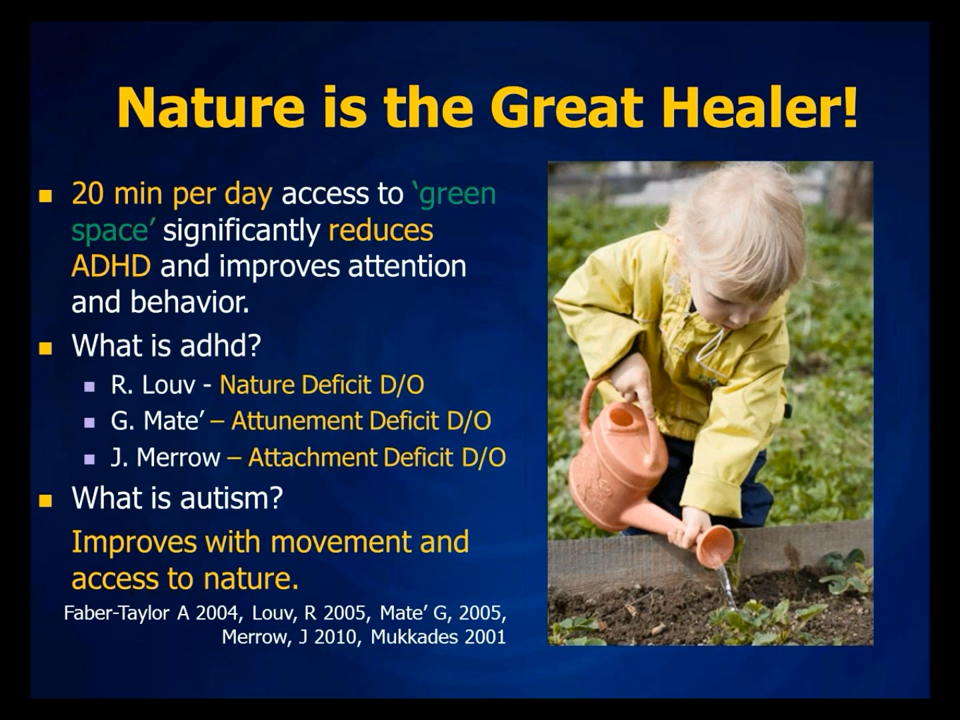 Nature is the Great Healer!
20 min per day access to ‘green
space’ significantly reduces
ADHD and improves attention
and behavior.
What is adhd?
R. Louv - Nature Deficit D/O
G. Mate’ – Attunement Deficit D/O
J. Merrow – Attachment Deficit D/O
What is autism?
Improves with movement and
access to nature.
Faber-Taylor A 2004, Louv, R 2005, Mate’ G, 2005,
Merrow, J 2010, Mukkades 2001